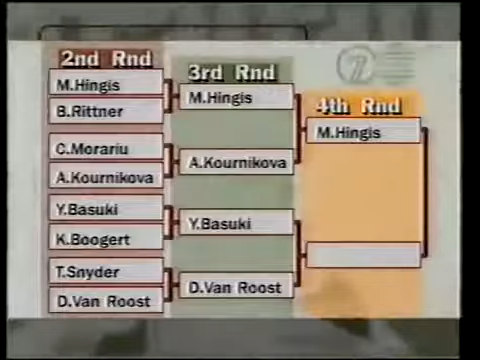 2nd Rnd
M.Hingis
B.Rittner
C.Morariu
A.Kournikova
Y.Basuki
K.Boogert
T.Snyder
D.Van Roost
3rd Rnd
M.Hingis
A.Kournikova
Y.Basuki
D.Van Roost
7
4th Rnd
M.Hingis